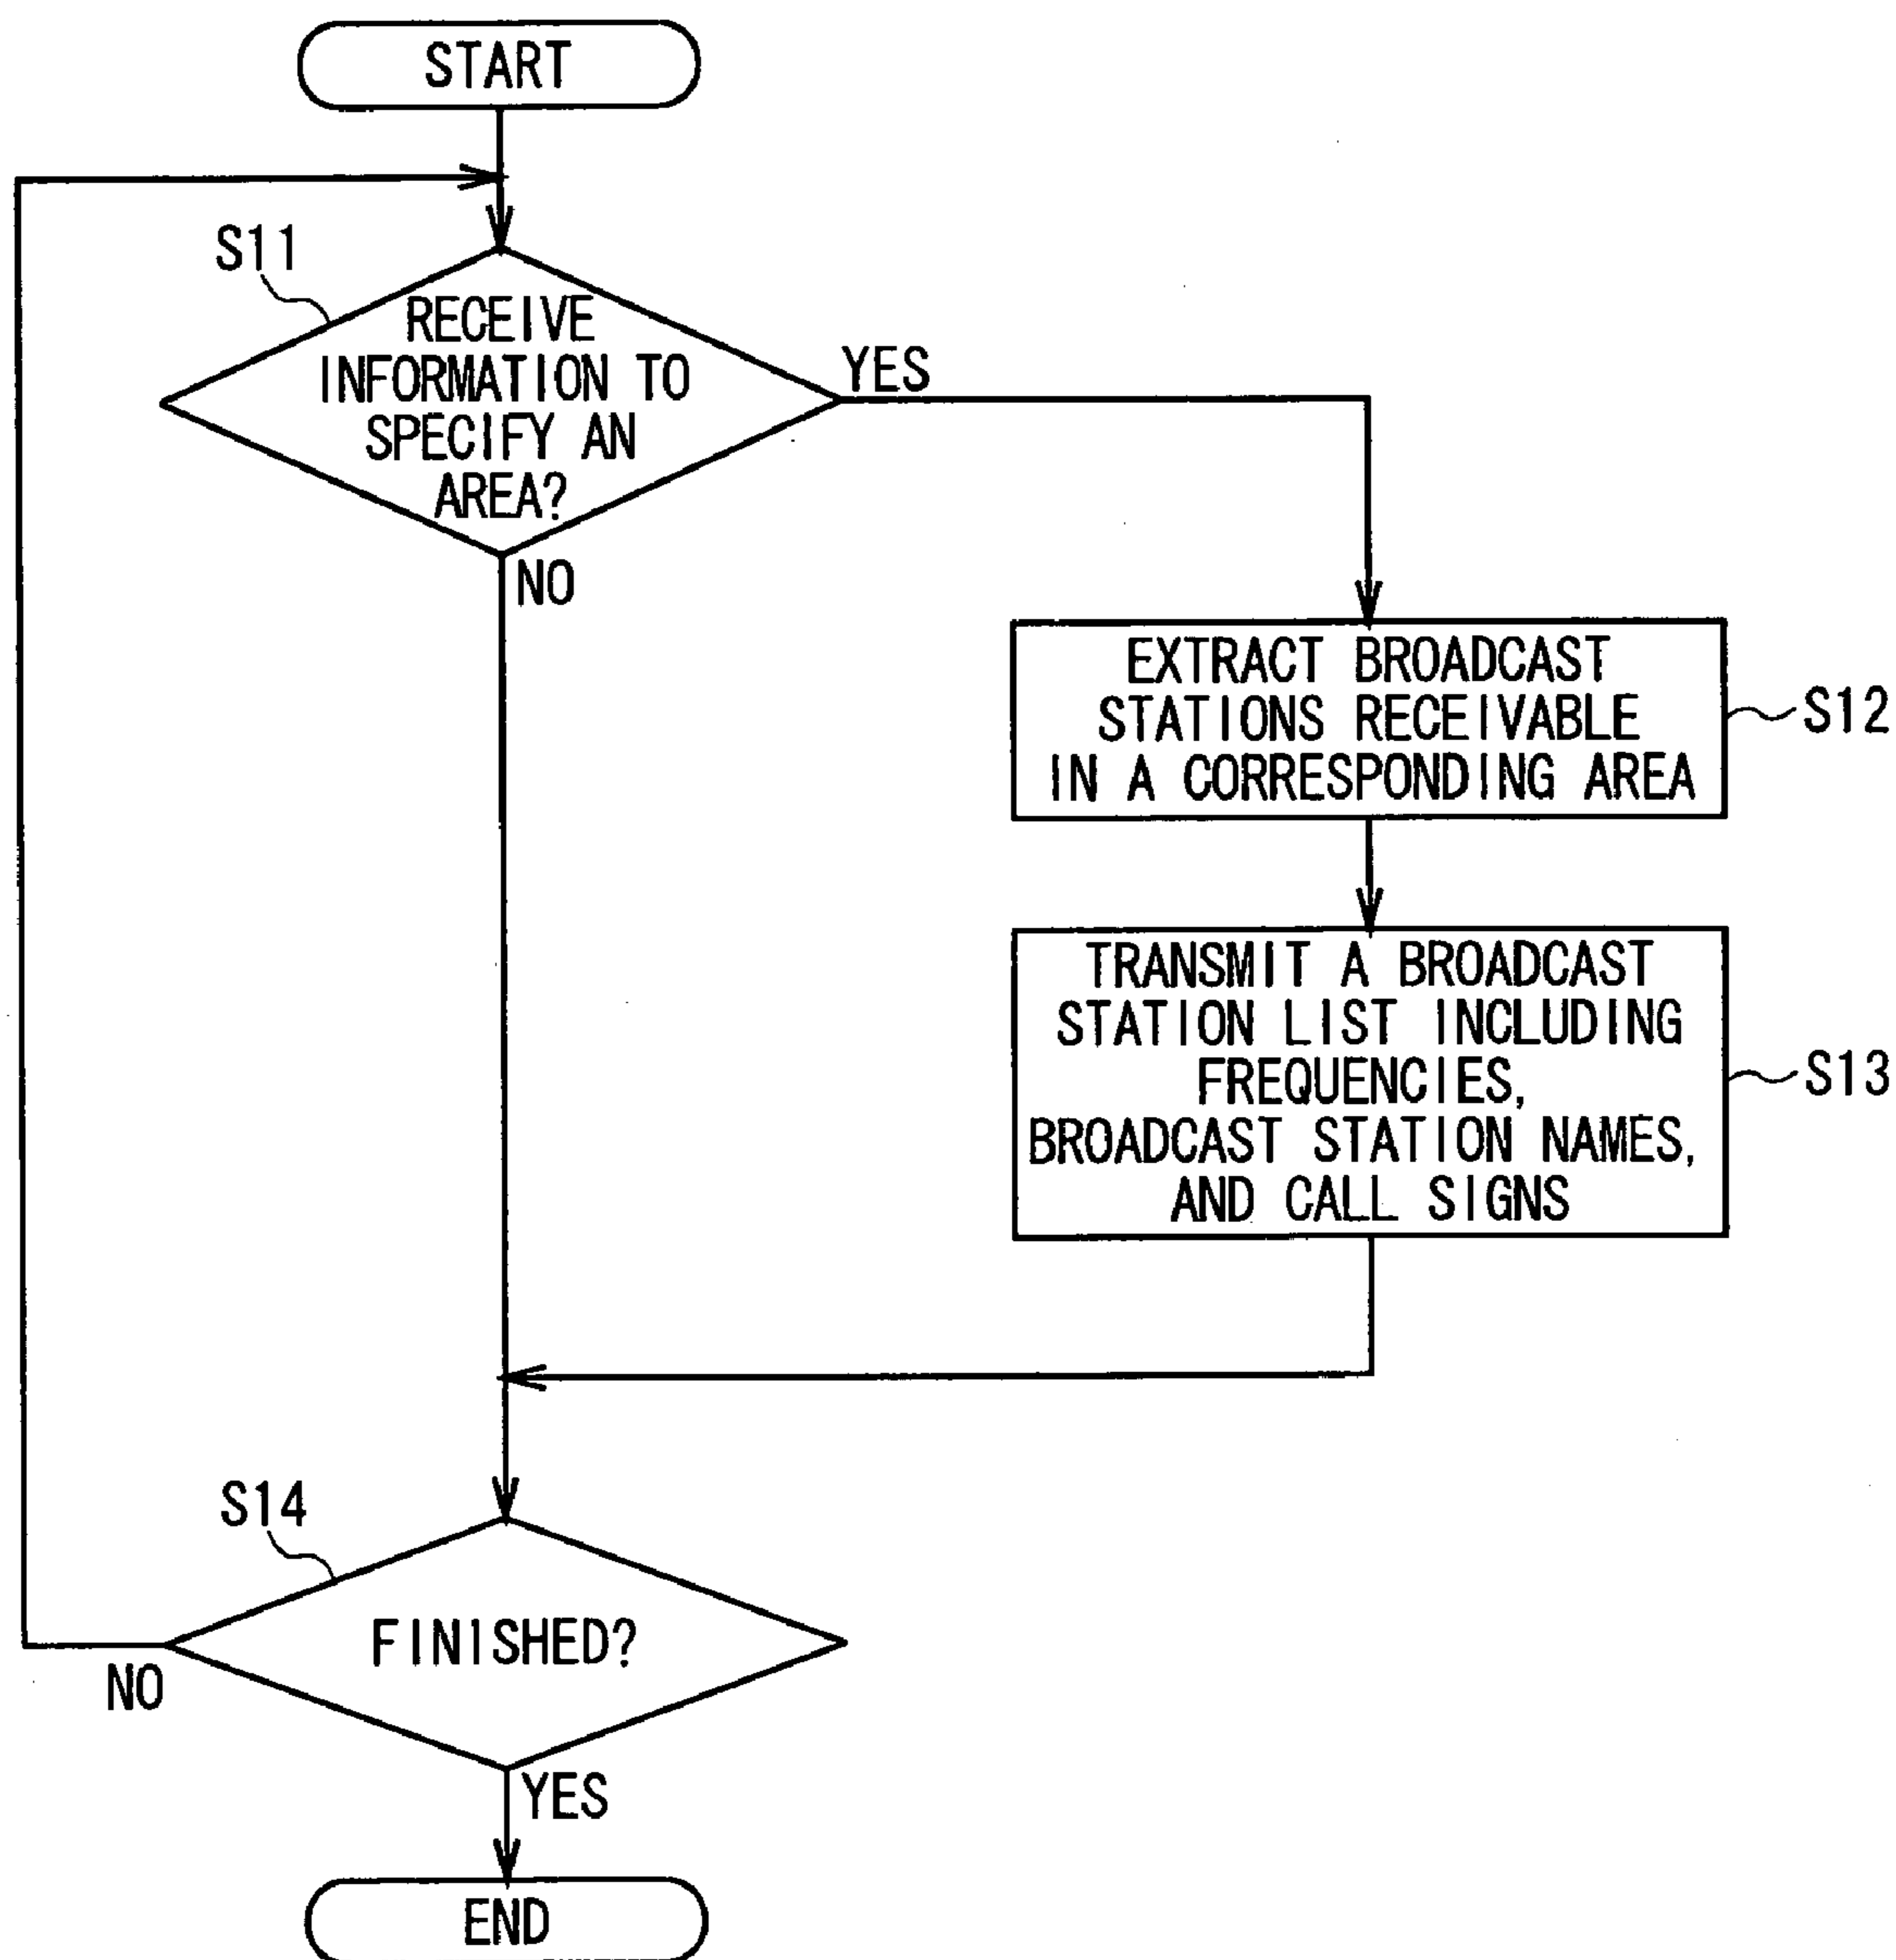 START
S11
RECEIVE
INFORMATION TO
SPECIFY AN
AREA?
YES
NO
EXTRACT BROADCAST
STATIONS RECEIVABLE
IN A CORRESPONDING AREA
S12
TRANSMIT A BROADCAST
STATION LIST INCLUDING
FREQUENCIES,
BROADCAST STATION NAMES,
AND CALL SIGNS
S13
S14
FINISHED?
NO
YES
END